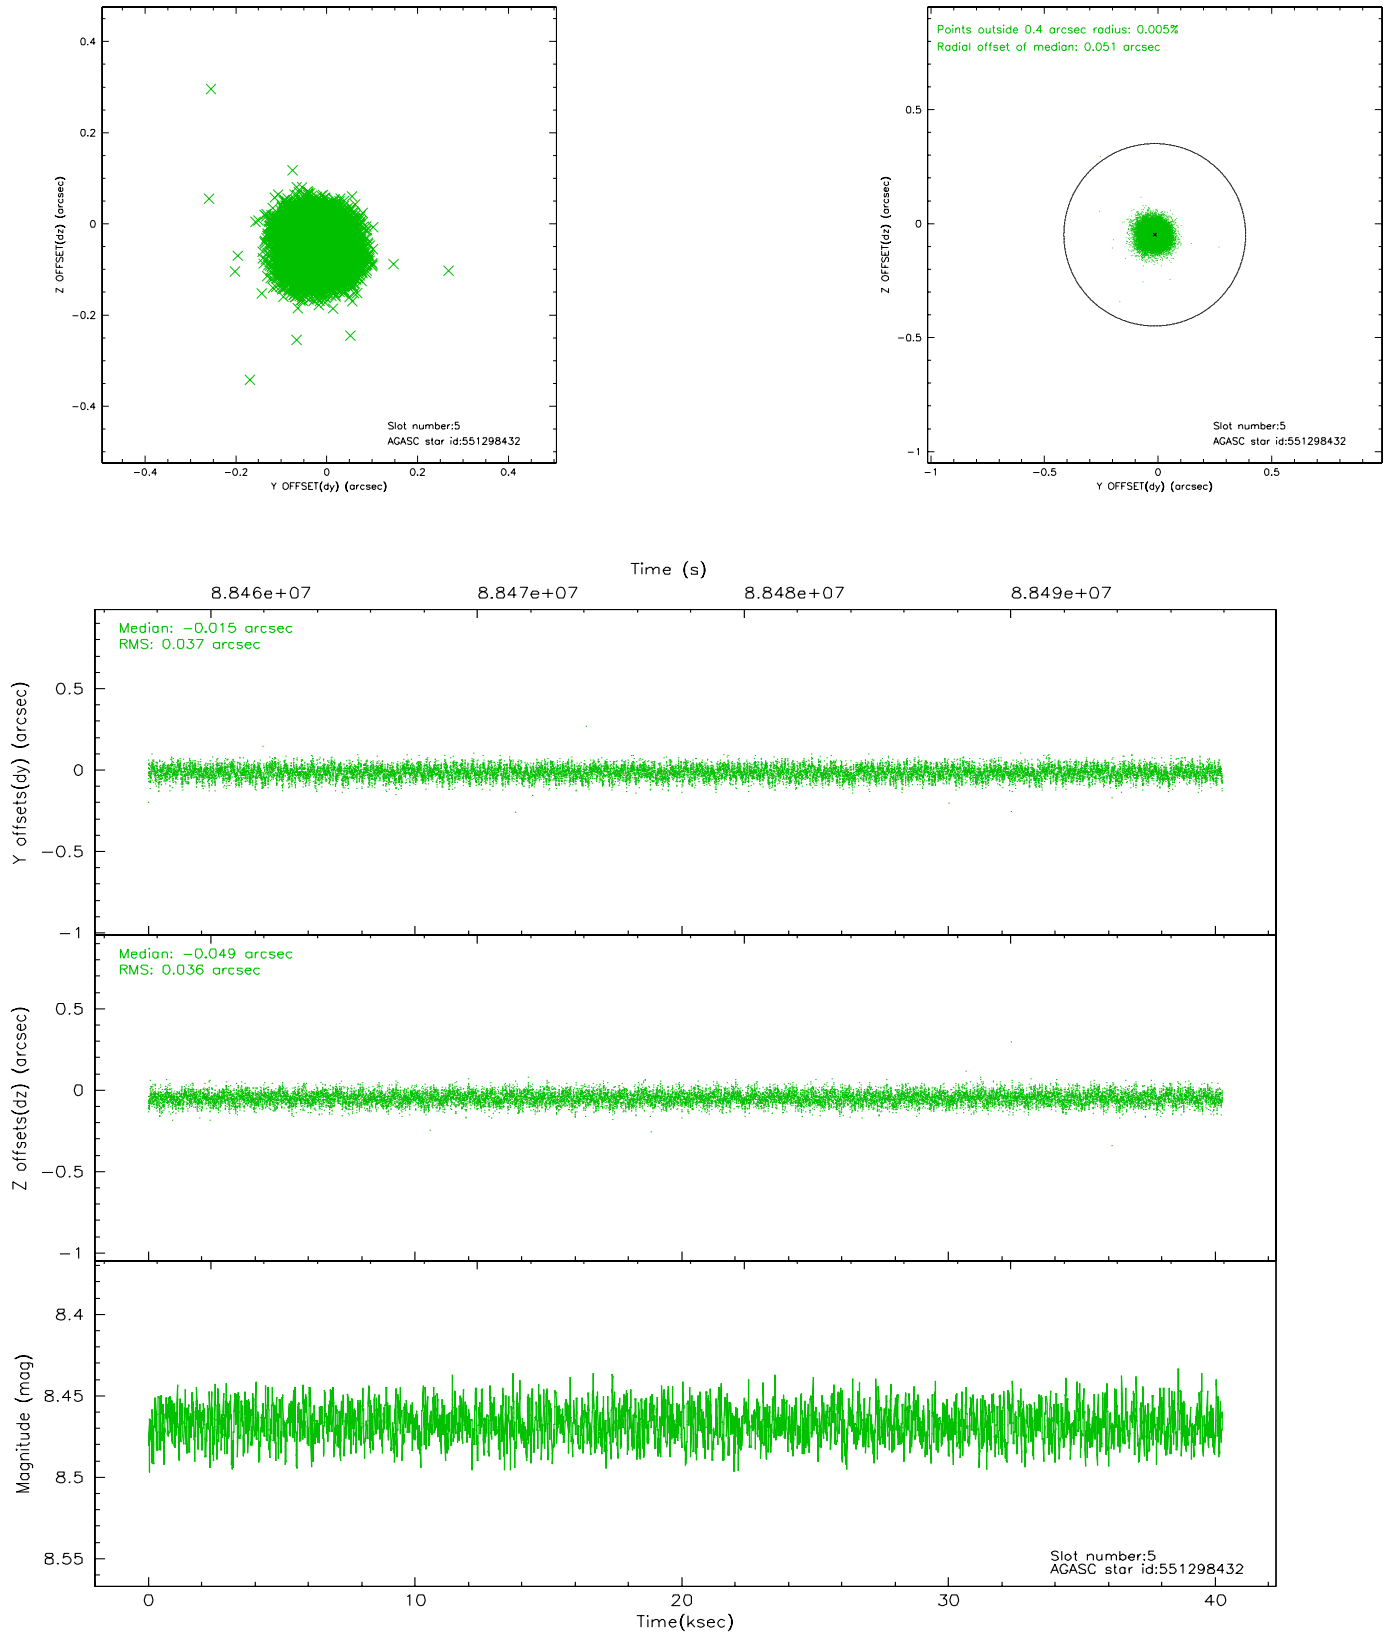 0.4
0.2
0
-0.2
-0.4
Z OFFSET(dz) (arcsec)
Slot number:5
AGASC star id:551298432
-0.4 -0.2 0 0.2 0.4
Y OFFSET(dy) (arcsec)
Points outside 0.4 arcsec radius: 0.005%
Radial offset of median: 0.051 arcsec
0.5
0
-0.5
-1
Z OFFSET(dz) (arcsec)
Slot number:5
AGASC star id:551298432
-1 -0.5 0 0.5
Y OFFSET(dy) (arcsec)
Time (s)
8.846e+07 8.847e+07 8.848e+07 8.849e+07
Median: -0.015 arcsec
RMS: 0.037 arcsec
0.5
0
-0.5
-1
Y offsets(dy) (arcsec)
Median: -0.049 arcsec
RMS: 0.036 arcsec
0.5
0
-0.5
-1
Z offsets(dz) (arcsec)
8.4
8.45
8.5
8.55
Magnitude (mag)
Slot number:5
AGASC star id:551298432
0 10 20 30 40
Time(ksec)